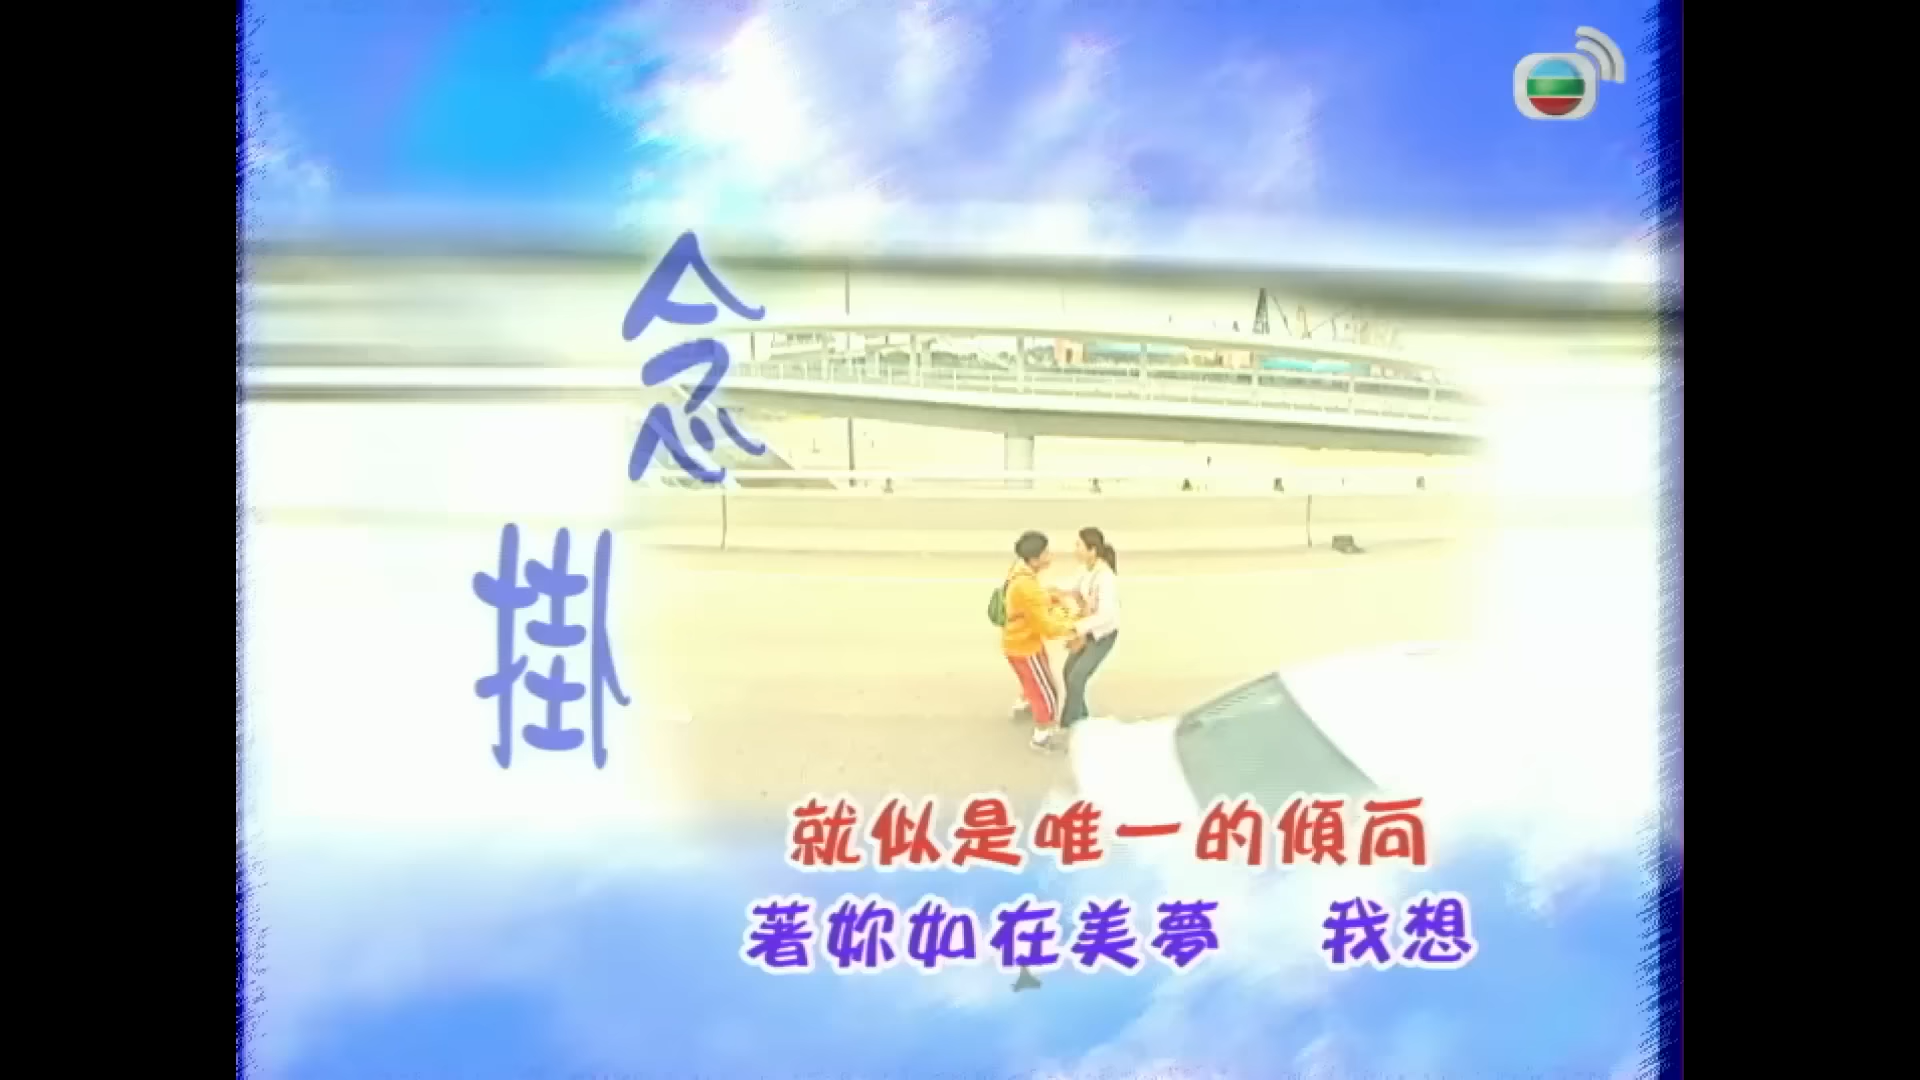 念
掛
就似是唯一的傾向
著妳如在美夢　我想